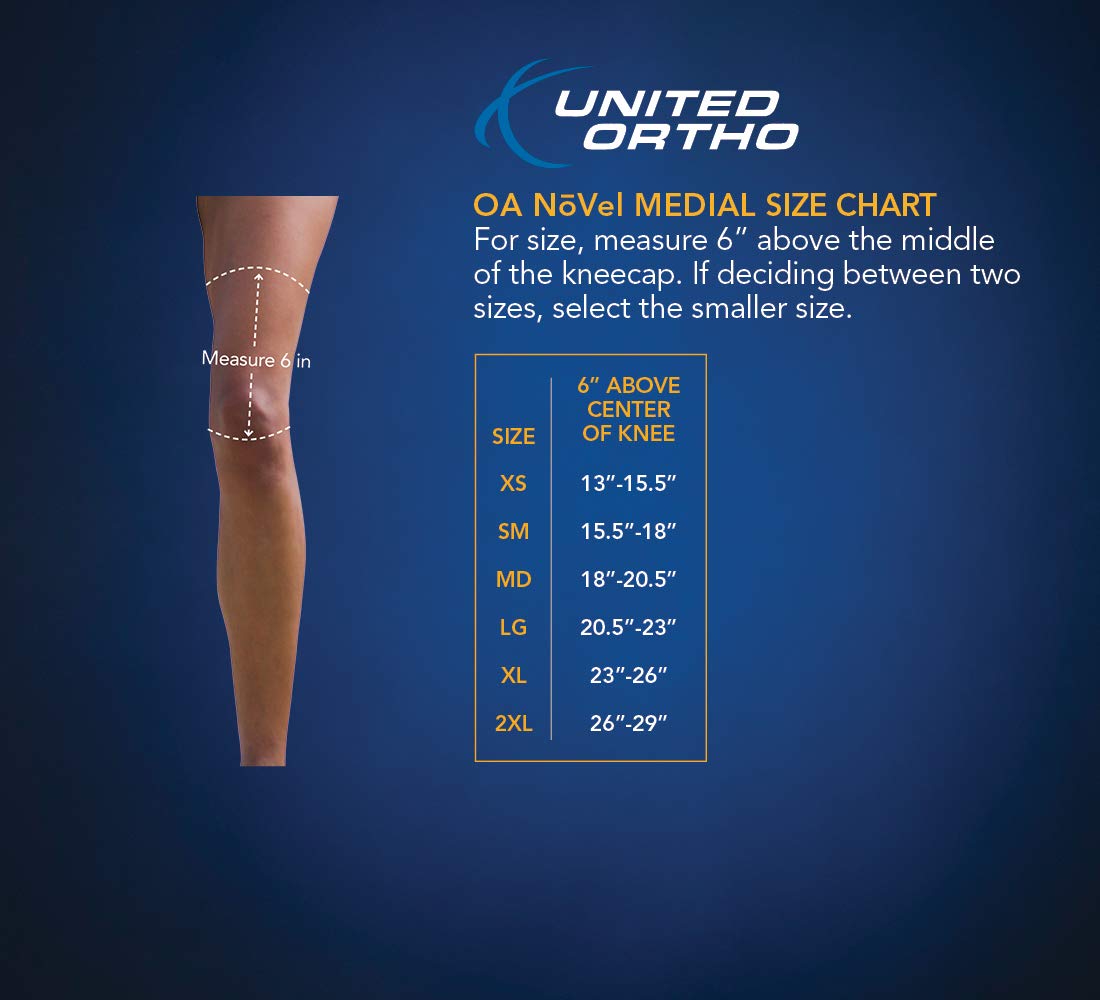 UNITED
ORTHO
OA NōVel MEDIAL SIZE CHART
For size, measure 6” above the middle
of the kneecap. If deciding between two
sizes, select the smaller size.
Measure 6 in
6” ABOVE
CENTER
OF KNEE
SIZE
XS 13”-15.5”
SM 15.5”-18”
MD 18”-20.5”
LG 20.5”-23”
XL 23”-26”
2XL 26”-29”